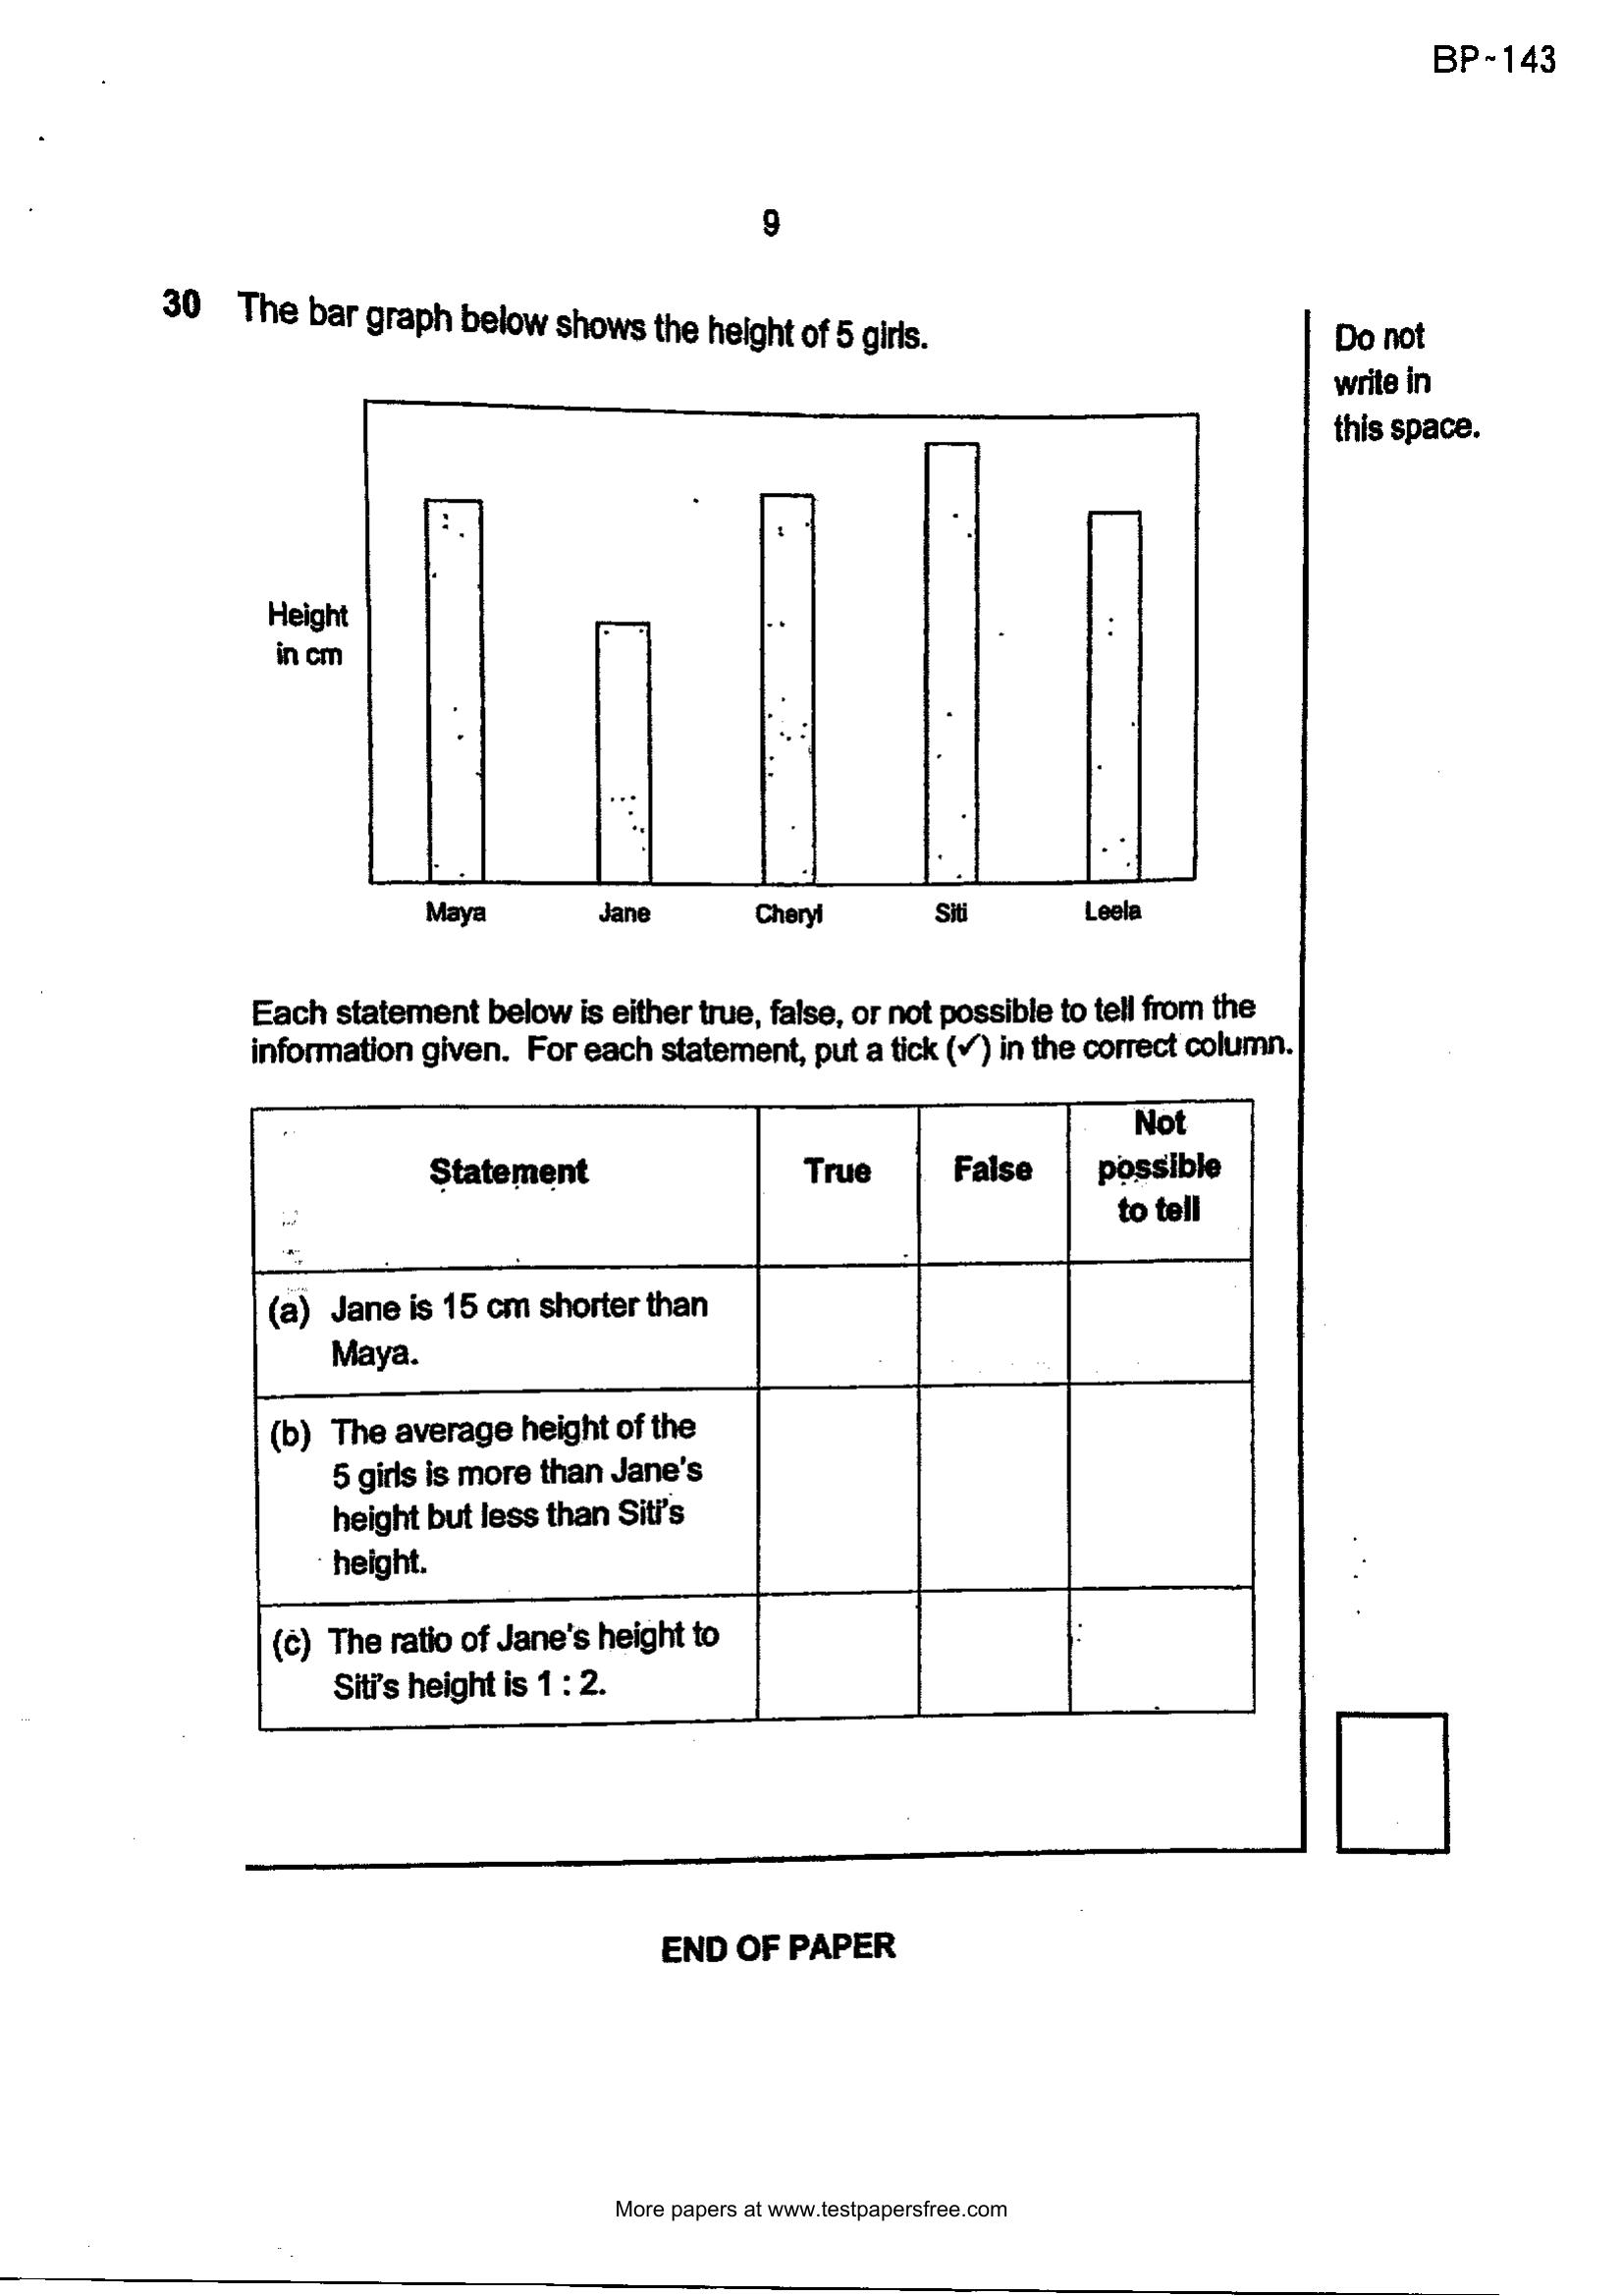 BP-143
9
30 The bar graph below shows the height of 5 girls.
Do not
write in
this space.
Height
in cm
Maya Jane Cheryl Siti Leela
Each statement below is either true, false, or not possible to tell from the
information given. For each statement, put a tick (✓) in the correct column.
Statement True False Not possible to tell
(a) Jane is 15 cm shorter than
Maya.
(b) The average height of the
5 girls is more than Jane's
height but less than Siti's
height.
(c) The ratio of Jane's height to
Siti's height is 1 : 2.
END OF PAPER
More papers at www.testpapersfree.com